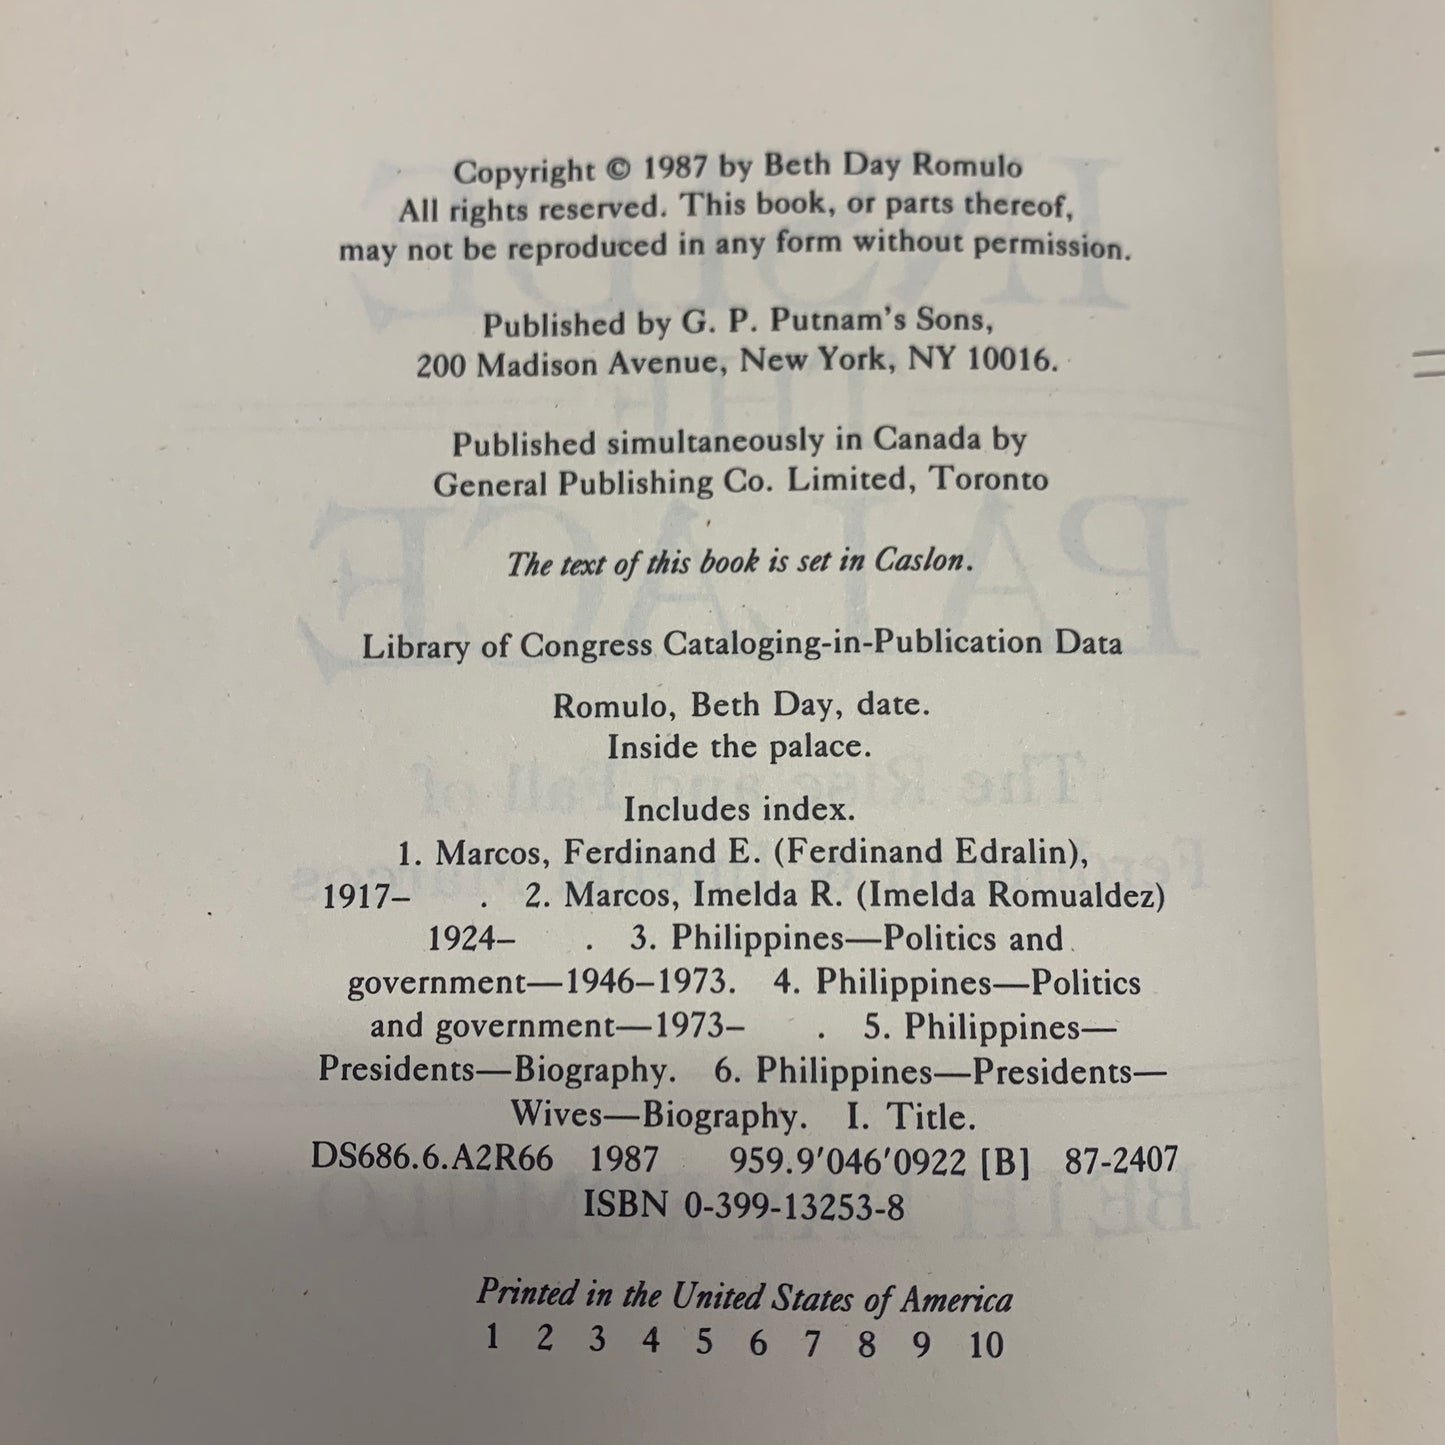 Copyright © 1987 by Beth Day Romulo
All rights reserved. This book, or parts thereof,
may not be reproduced in any form without permission.
Published by G. P. Putnam's Sons,
200 Madison Avenue, New York, NY 10016.
Published simultaneously in Canada by
General Publishing Co. Limited, Toronto
The text of this book is set in Caslon.
Library of Congress Cataloging-in-Publication Data
Romulo, Beth Day, date.
Inside the palace.
Includes index.
1. Marcos, Ferdinand E. (Ferdinand Edralin),
1917– . 2. Marcos, Imelda R. (Imelda Romualdez)
1924– . 3. Philippines—Politics and
government—1946–1973. 4. Philippines—Politics
and government—1973– . 5. Philippines—
Presidents—Biography. 6. Philippines—Presidents—
Wives—Biography. I. Title.
DS686.6.A2R66 1987 959.9′046′0922 [B] 87-2407
ISBN 0-399-13253-8
Printed in the United States of America
1 2 3 4 5 6 7 8 9 10